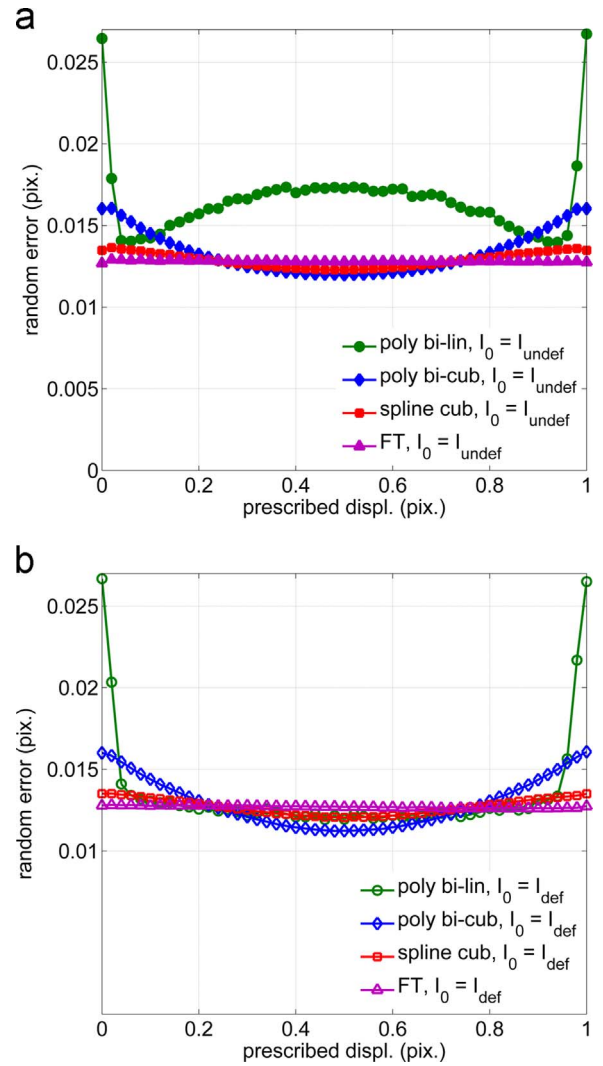 a
0.025
0.02
0.015
0.01
0.005
0
random error (pix.)
poly bi-lin, I0 = Iundef
poly bi-cub, I0 = Iundef
spline cub, I0 = Iundef
FT, I0 = Iundef
0 0.2 0.4 0.6 0.8 1
prescribed displ. (pix.)
b
0.025
0.02
0.015
0.01
random error (pix.)
poly bi-lin, I0 = Idef
poly bi-cub, I0 = Idef
spline cub, I0 = Idef
FT, I0 = Idef
0 0.2 0.4 0.6 0.8 1
prescribed displ. (pix.)